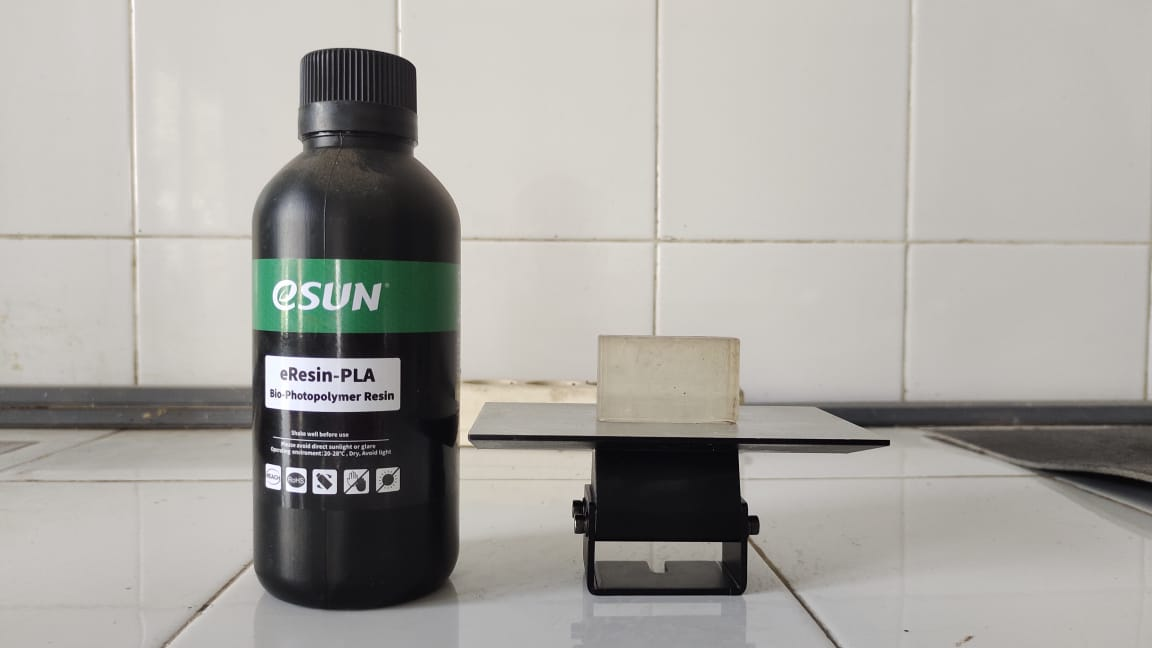 eSUN
eResin-PLA
Bio-Photopolymer Resin
Shake well before use
Please avoid direct sunlight or glare
Operating enviroment:20-28°C , Dry, Avoid light
REACH RoHS